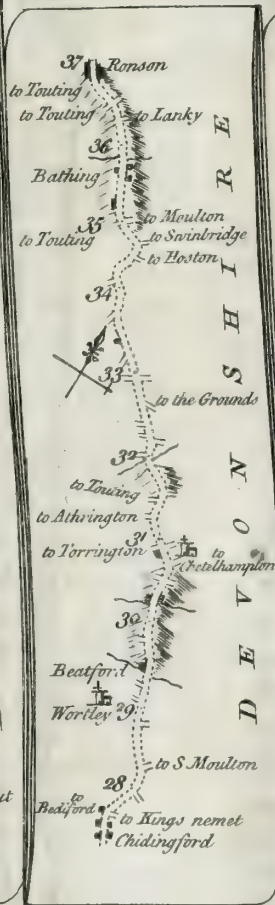 37 Ronson
to Touting
to Touting to Lanky
36
Bathing
35 to Moulton
to Touting to Swinbridge
to Hoston
34
33
to the Grounds
32
to Towing
to Athrington
31
to Torrington to
Chetelhampton
30
Beatford
Wortley 29
to S. Moulton
28
to
Bediford to Kings nemet
Chidingford
DEVONSHIRE